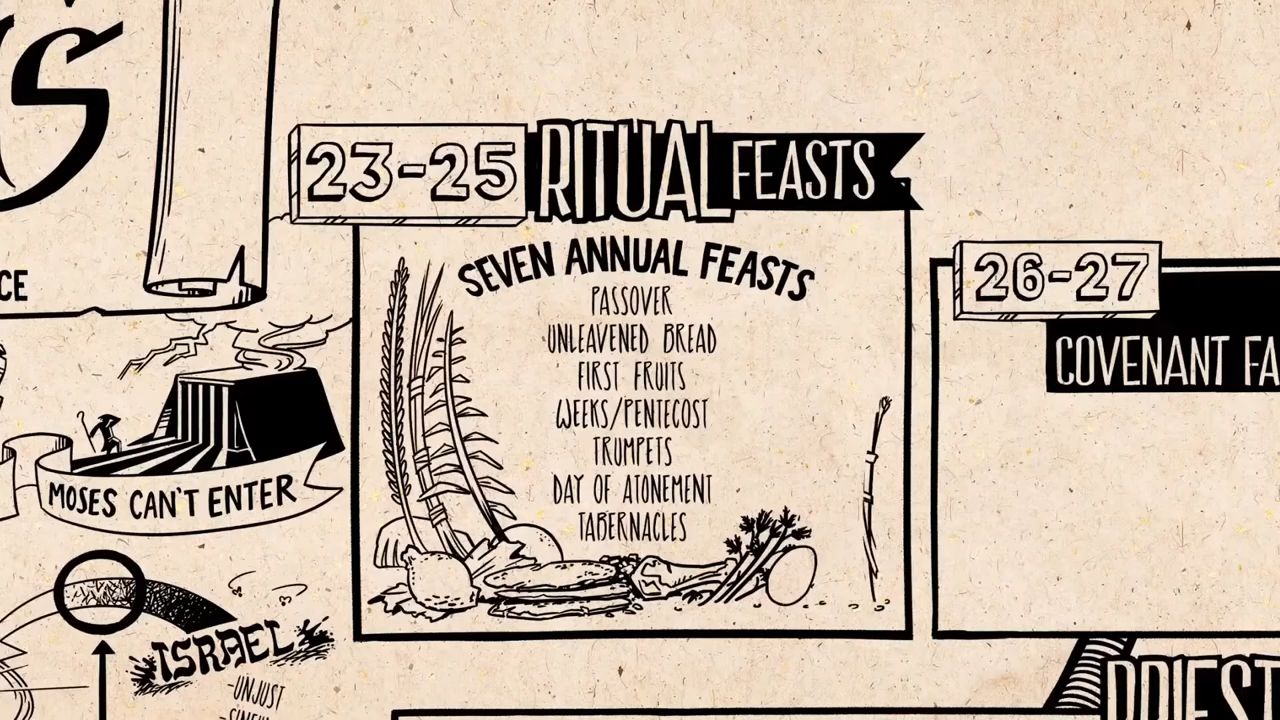 23-25 RITUAL FEASTS
SEVEN ANNUAL FEASTS
PASSOVER
UNLEAVENED BREAD
FIRST FRUITS
WEEKS/PENTECOST
TRUMPETS
DAY OF ATONEMENT
TABERNACLES
26-27
COVENANT
MOSES CAN'T ENTER
ISRAEL
-UNJUST